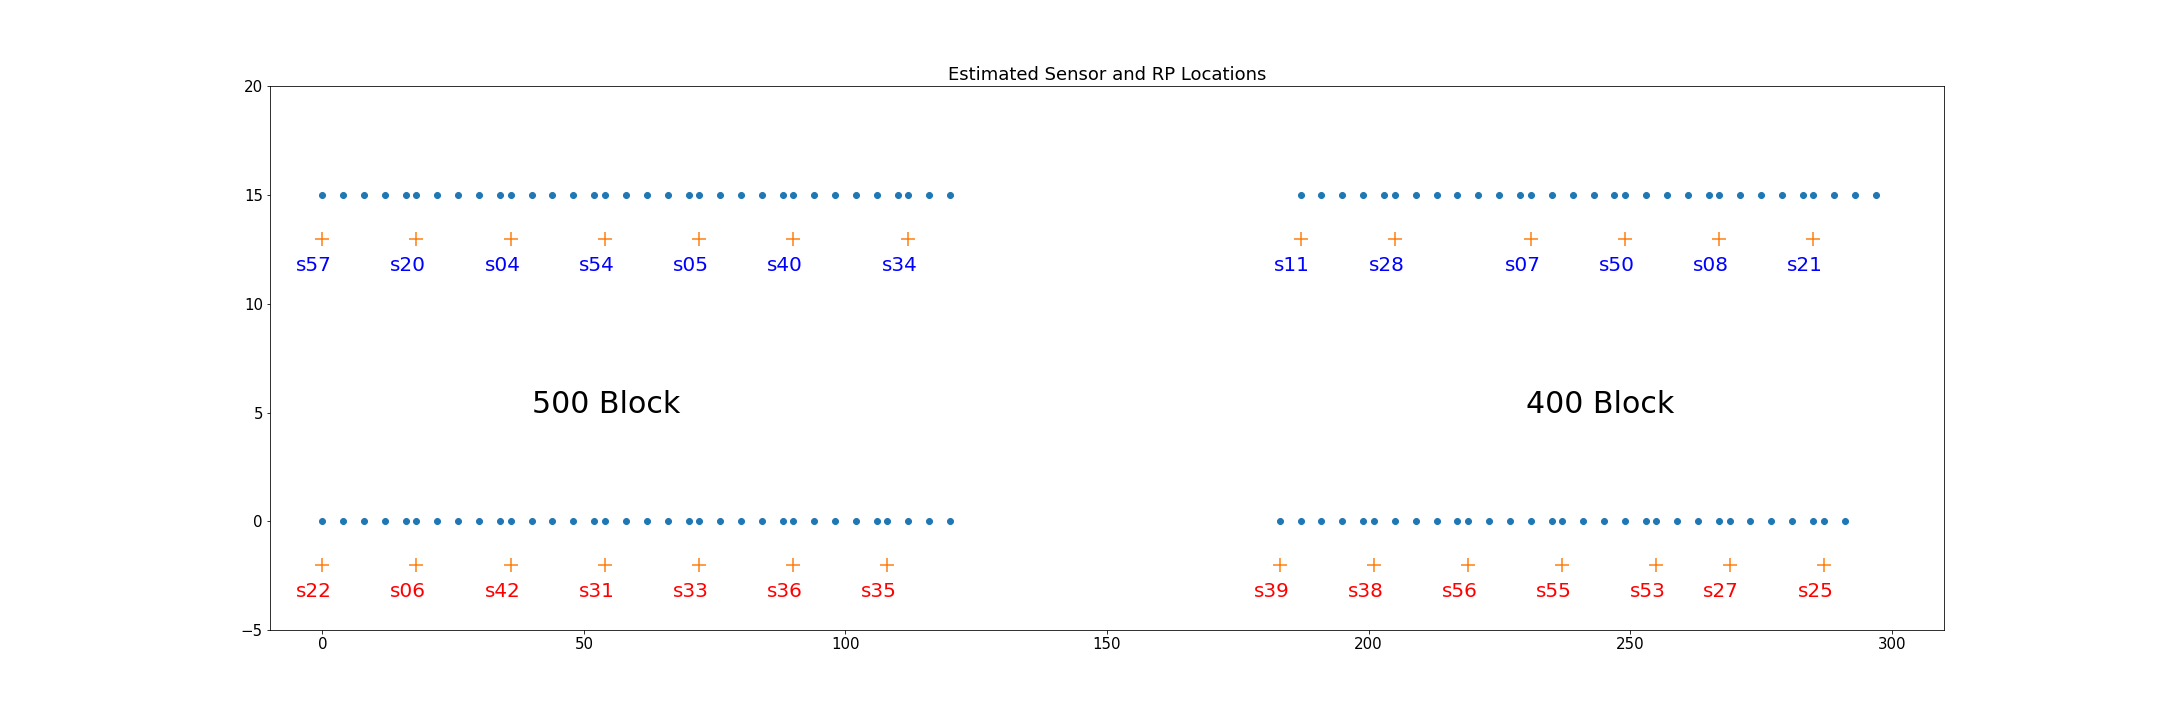 Estimated Sensor and RP Locations
20
15
s57 s20 s04 s54 s05 s40 s34 s11 s28 s07 s50 s08 s21
10
500 Block 400 Block
5
0
s22 s06 s42 s31 s33 s36 s35 s39 s38 s56 s55 s53 s27 s25
−5
0 50 100 150 200 250 300